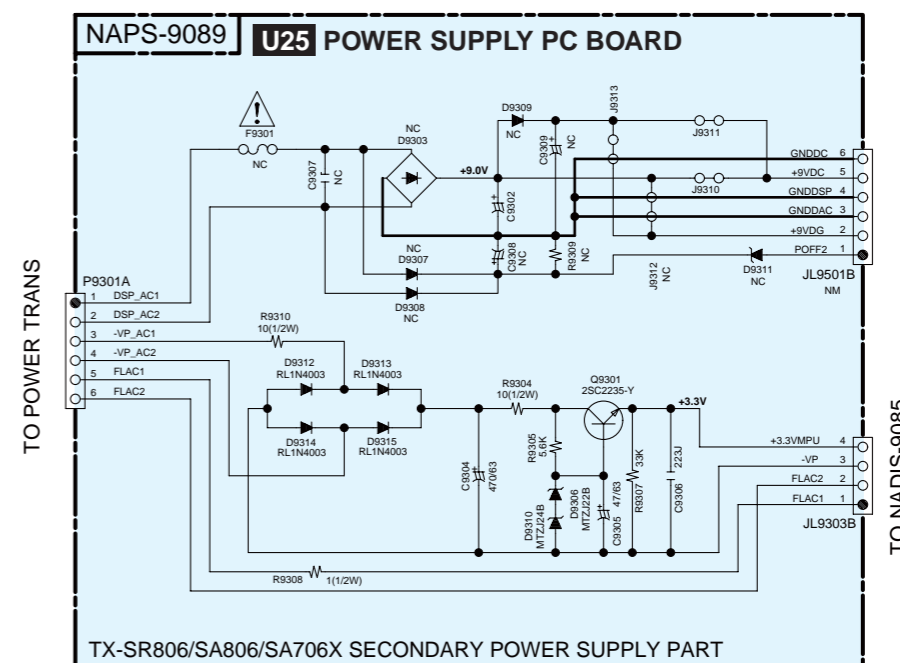 NAPS-9089
U25 POWER SUPPLY PC BOARD
F9301
NC
C9307
NC
NC
D9303
+9.0V
D9309
NC
C9309
NC
J9313
J9311
J9310
C9302
C9308
NC
R9309
NC
J9312
NC
D9311
NC
NC
D9307
D9308
NC
GNDDC 6
+9VDC 5
GNDDSP 4
GNDDAC 3
+9VDG 2
POFF2 1
JL9501B
NM
TO POWER TRANS
P9301A
1 DSP_AC1
2 DSP_AC2
3 -VP_AC1
4 -VP_AC2
5 FLAC1
6 FLAC2
R9310
10(1/2W)
D9312
RL1N4003
D9313
RL1N4003
D9314
RL1N4003
D9315
RL1N4003
C9304
470/63
R9304
10(1/2W)
R9305
5.6K
Q9301
2SC2235-Y
+3.3V
D9310
MTZJ24B
D9306
MTZJ22B
C9305
47/63
R9307
33K
C9306
223J
+3.3VMPU 4
-VP 3
FLAC2 2
FLAC1 1
JL9303B
TO NADIS-9085
R9308
1(1/2W)
TX-SR806/SA806/SA706X SECONDARY POWER SUPPLY PART